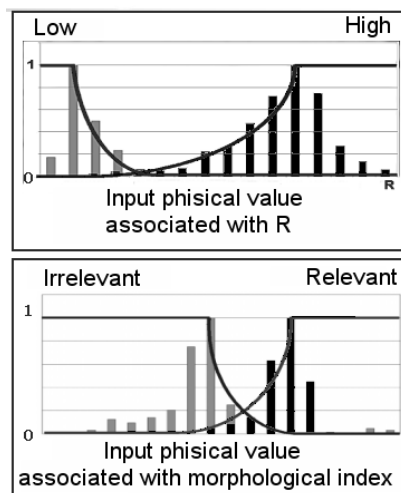 Low High
1
0
R
Input phisical value
associated with R
Irrelevant Relevant
1
0
Input phisical value
associated with morphological index